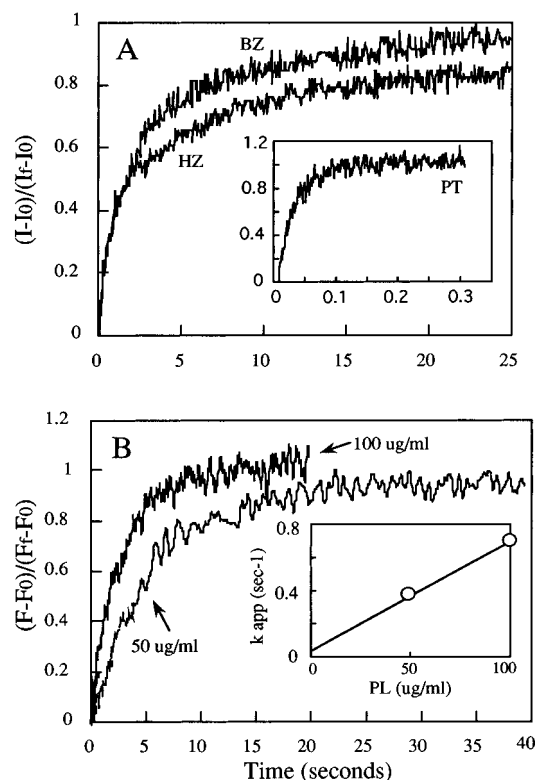 A
BZ
HZ
(I-I0)/(If-I0)
1
0.8
0.6
0.4
0.2
0
0 5 10 15 20 25
1.2
1.0
0.8
0.4
0
PT
0 0.1 0.2 0.3
B
100 ug/ml
50 ug/ml
(F-F0)/(Ff-F0)
1.2
1
0.8
0.6
0.4
0.2
0
k app (sec-1)
0.8
0.4
0
0 50 100
PL (ug/ml)
0 5 10 15 20 25 30 35 40
Time (seconds)